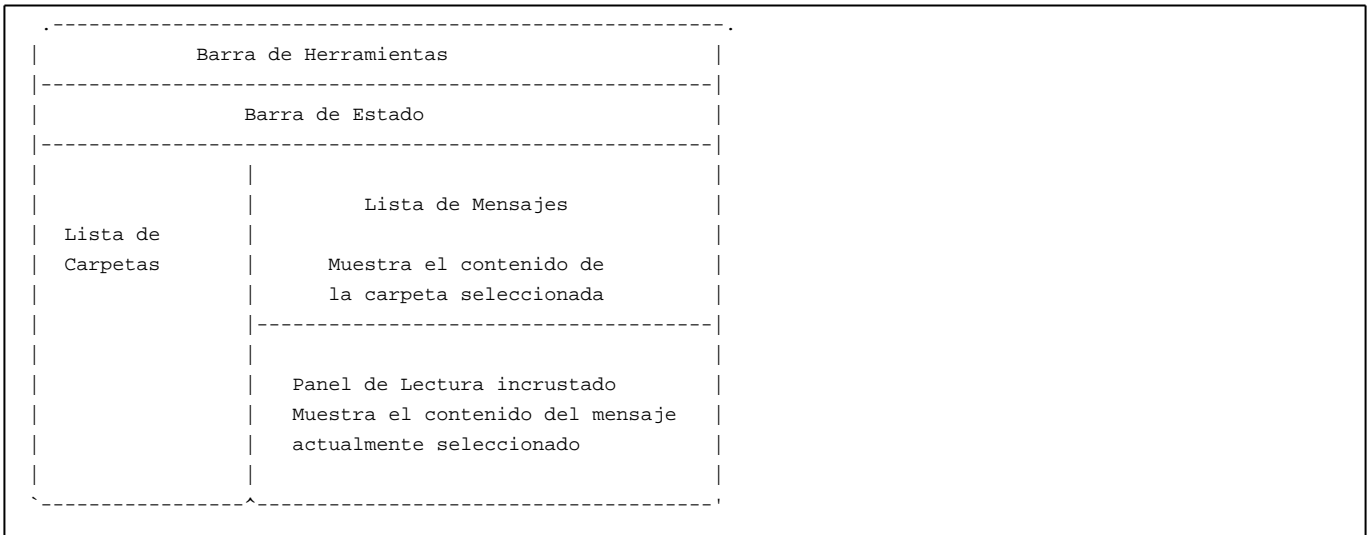 Barra de Herramientas
Barra de Estado
Lista de Mensajes
Lista de
Carpetas
Muestra el contenido de
la carpeta seleccionada
Panel de Lectura incrustado
Muestra el contenido del mensaje
actualmente seleccionado